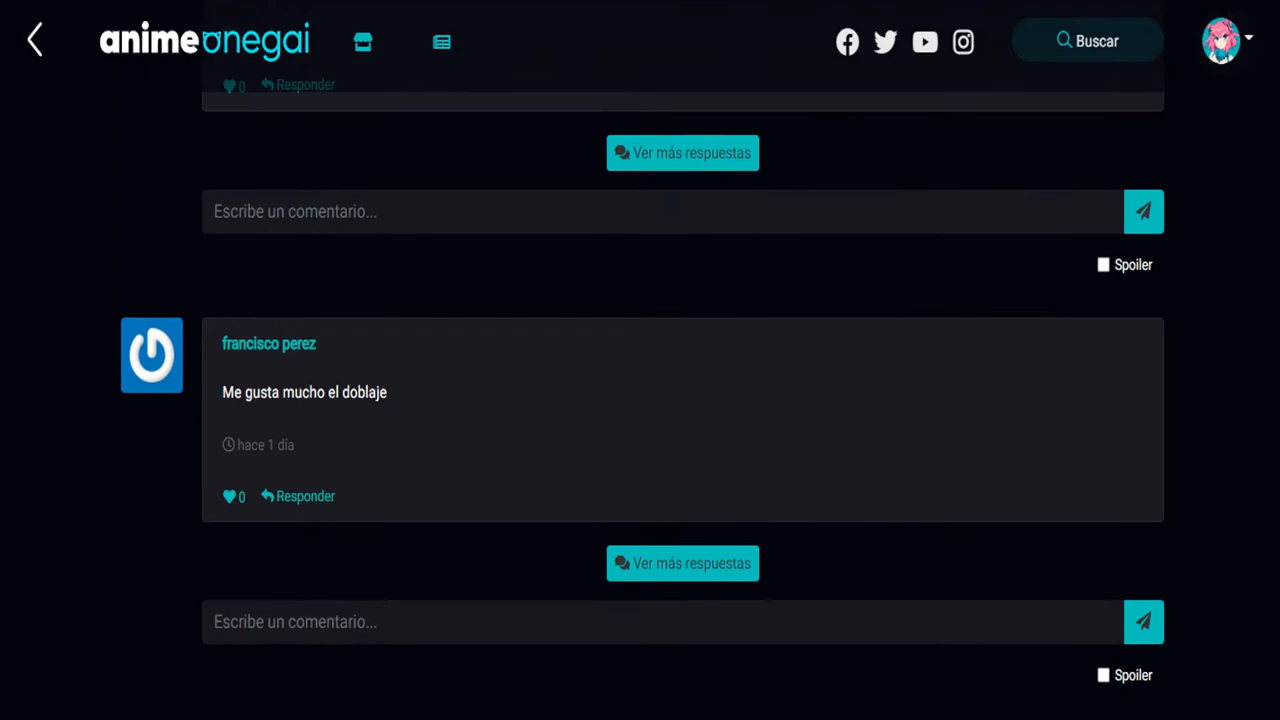 animeonegai
Buscar
0 Responder
Ver más respuestas
Escribe un comentario...
Spoiler
francisco perez
Me gusta mucho el doblaje
hace 1 día
0 Responder
Ver más respuestas
Escribe un comentario...
Spoiler